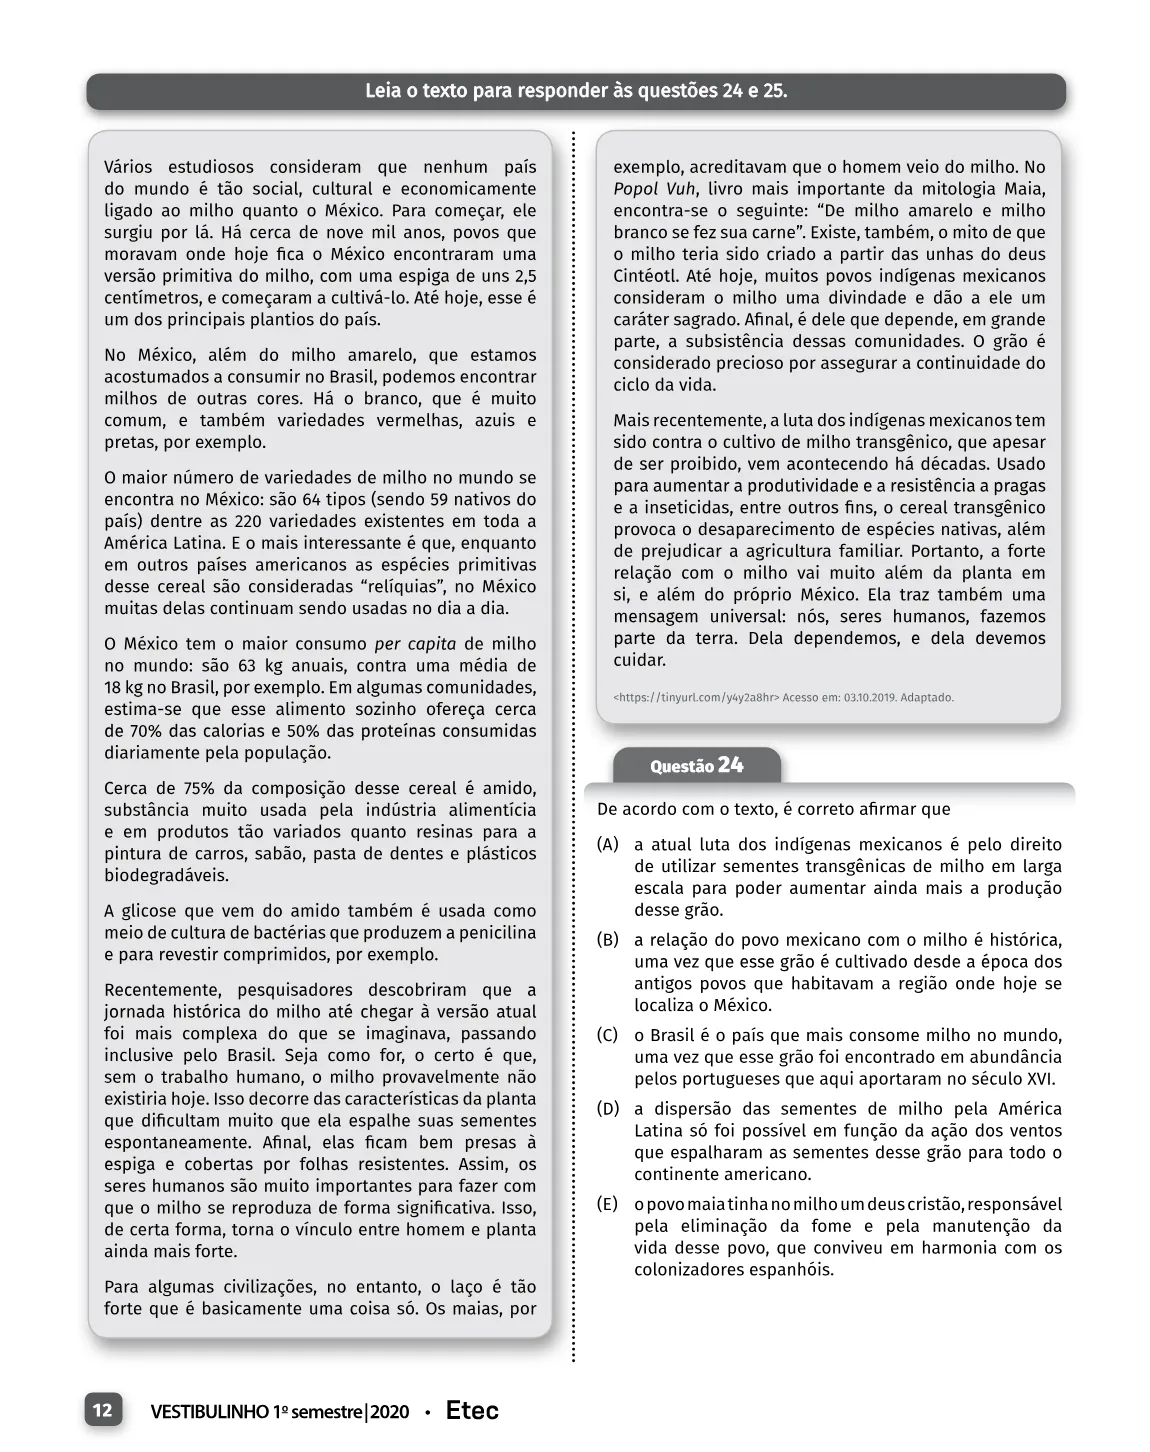 Leia o texto para responder às questões 24 e 25.
Vários estudiosos consideram que nenhum país
do mundo é tão social, cultural e economicamente
ligado ao milho quanto o México. Para começar, ele
surgiu por lá. Há cerca de nove mil anos, povos que
moravam onde hoje fica o México encontraram uma
versão primitiva do milho, com uma espiga de uns 2,5
centímetros, e começaram a cultivá-lo. Até hoje, esse é
um dos principais plantios do país.
No México, além do milho amarelo, que estamos
acostumados a consumir no Brasil, podemos encontrar
milhos de outras cores. Há o branco, que é muito
comum, e também variedades vermelhas, azuis e
pretas, por exemplo.
O maior número de variedades de milho no mundo se
encontra no México: são 64 tipos (sendo 59 nativos do
país) dentre as 220 variedades existentes em toda a
América Latina. E o mais interessante é que, enquanto
em outros países americanos as espécies primitivas
desse cereal são consideradas “relíquias”, no México
muitas delas continuam sendo usadas no dia a dia.
O México tem o maior consumo per capita de milho
no mundo: são 63 kg anuais, contra uma média de
18 kg no Brasil, por exemplo. Em algumas comunidades,
estima-se que esse alimento sozinho ofereça cerca
de 70% das calorias e 50% das proteínas consumidas
diariamente pela população.
Cerca de 75% da composição desse cereal é amido,
substância muito usada pela indústria alimentícia
e em produtos tão variados quanto resinas para a
pintura de carros, sabão, pasta de dentes e plásticos
biodegradáveis.
A glicose que vem do amido também é usada como
meio de cultura de bactérias que produzem a penicilina
e para revestir comprimidos, por exemplo.
Recentemente, pesquisadores descobriram que a
jornada histórica do milho até chegar à versão atual
foi mais complexa do que se imaginava, passando
inclusive pelo Brasil. Seja como for, o certo é que,
sem o trabalho humano, o milho provavelmente não
existiria hoje. Isso decorre das características da planta
que dificultam muito que ela espalhe suas sementes
espontaneamente. Afinal, elas ficam bem presas à
espiga e cobertas por folhas resistentes. Assim, os
seres humanos são muito importantes para fazer com
que o milho se reproduza de forma significativa. Isso,
de certa forma, torna o vínculo entre homem e planta
ainda mais forte.
Para algumas civilizações, no entanto, o laço é tão
forte que é basicamente uma coisa só. Os maias, por
exemplo, acreditavam que o homem veio do milho. No
Popol Vuh, livro mais importante da mitologia Maia,
encontra-se o seguinte: “De milho amarelo e milho
branco se fez sua carne”. Existe, também, o mito de que
o milho teria sido criado a partir das unhas do deus
Cintéotl. Até hoje, muitos povos indígenas mexicanos
consideram o milho uma divindade e dão a ele um
caráter sagrado. Afinal, é dele que depende, em grande
parte, a subsistência dessas comunidades. O grão é
considerado precioso por assegurar a continuidade do
ciclo da vida.
Mais recentemente, a luta dos indígenas mexicanos tem
sido contra o cultivo de milho transgênico, que apesar
de ser proibido, vem acontecendo há décadas. Usado
para aumentar a produtividade e a resistência a pragas
e a inseticidas, entre outros fins, o cereal transgênico
provoca o desaparecimento de espécies nativas, além
de prejudicar a agricultura familiar. Portanto, a forte
relação com o milho vai muito além da planta em
si, e além do próprio México. Ela traz também uma
mensagem universal: nós, seres humanos, fazemos
parte da terra. Dela dependemos, e dela devemos
cuidar.
<https://tinyurl.com/y4y2a8hr> Acesso em: 03.10.2019. Adaptado.
Questão 24
De acordo com o texto, é correto afirmar que
(A) a atual luta dos indígenas mexicanos é pelo direito
de utilizar sementes transgênicas de milho em larga
escala para poder aumentar ainda mais a produção
desse grão.
(B) a relação do povo mexicano com o milho é histórica,
uma vez que esse grão é cultivado desde a época dos
antigos povos que habitavam a região onde hoje se
localiza o México.
(C) o Brasil é o país que mais consome milho no mundo,
uma vez que esse grão foi encontrado em abundância
pelos portugueses que aqui aportaram no século XVI.
(D) a dispersão das sementes de milho pela América
Latina só foi possível em função da ação dos ventos
que espalharam as sementes desse grão para todo o
continente americano.
(E) o povo maia tinha no milho um deus cristão, responsável
pela eliminação da fome e pela manutenção da
vida desse povo, que conviveu em harmonia com os
colonizadores espanhóis.
12 VESTIBULINHO 1º semestre|2020 • Etec